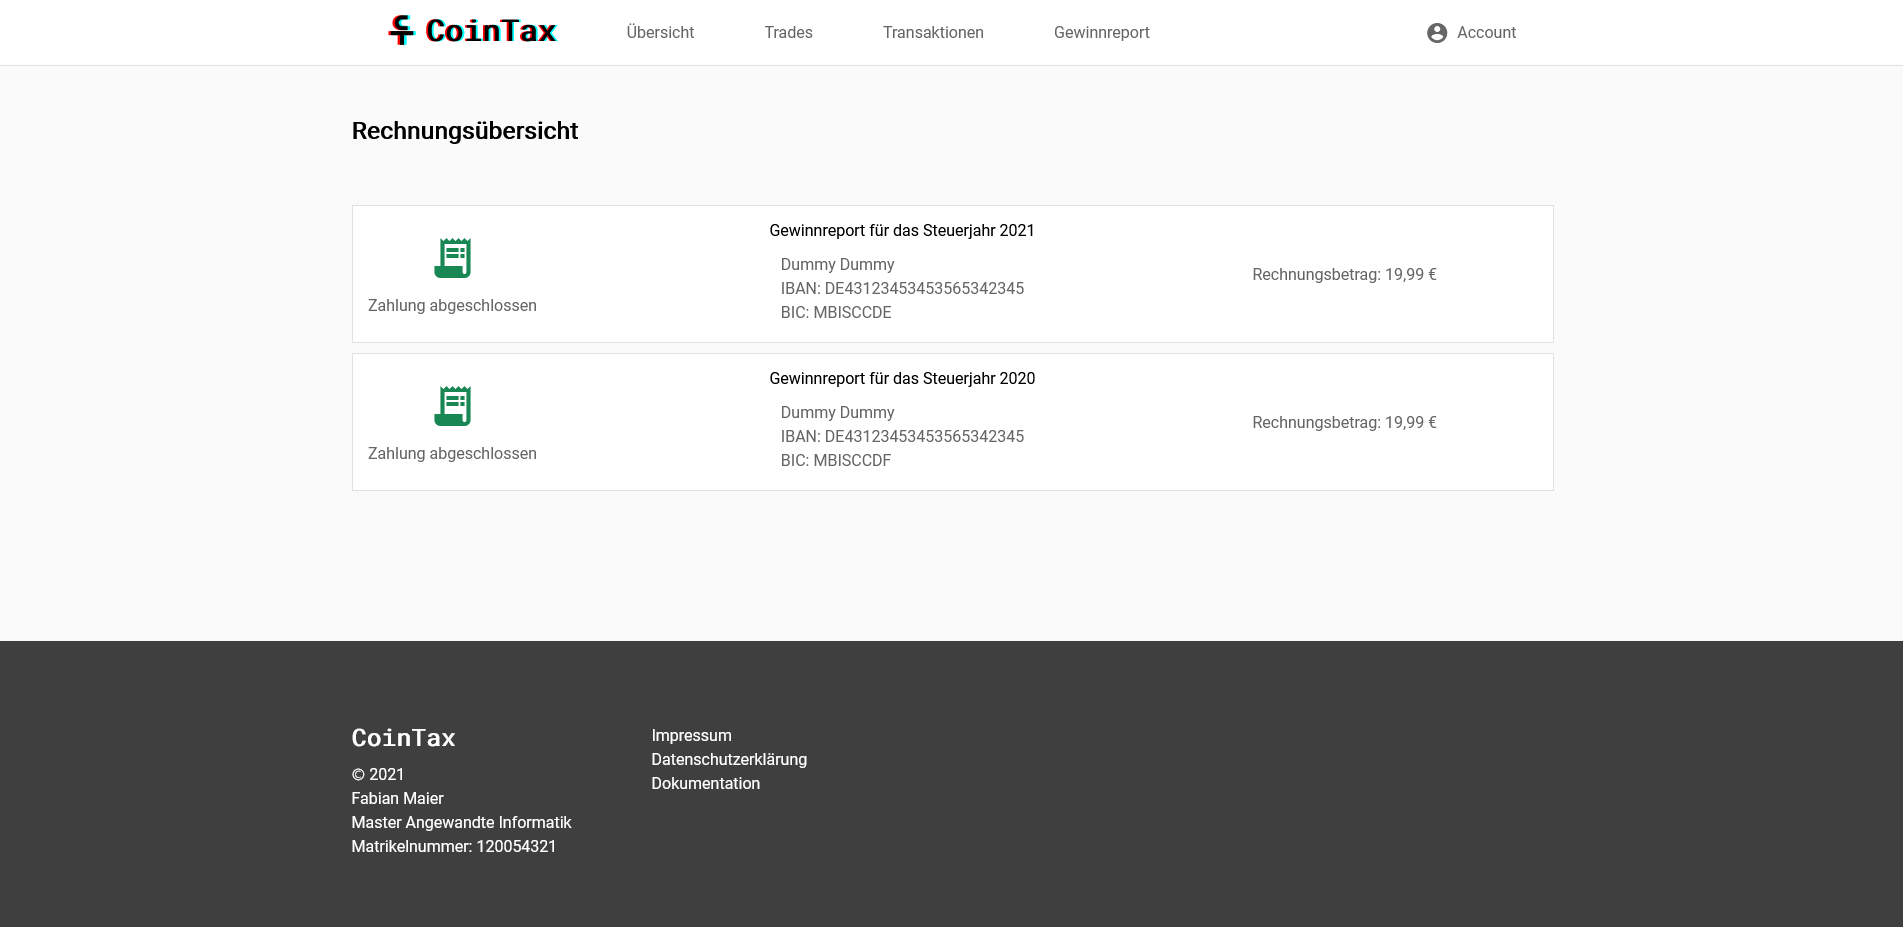 CoinTax
Übersicht
Trades
Transaktionen
Gewinnreport
Account
Rechnungsübersicht
Gewinnreport für das Steuerjahr 2021
Dummy Dummy
IBAN: DE43123453453565342345
BIC: MBISCCDE
Zahlung abgeschlossen
Rechnungsbetrag: 19,99 €
Gewinnreport für das Steuerjahr 2020
Dummy Dummy
IBAN: DE43123453453565342345
BIC: MBISCCDF
Zahlung abgeschlossen
Rechnungsbetrag: 19,99 €
CoinTax
© 2021
Fabian Maier
Master Angewandte Informatik
Matrikelnummer: 120054321
Impressum
Datenschutzerklärung
Dokumentation